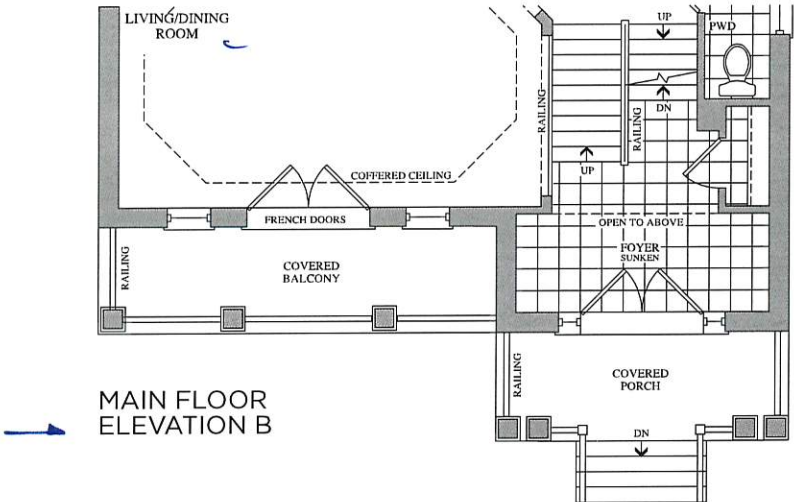 LIVING/DINING
ROOM
UP
PWD
RAILING
DN
RAILING
UP
COFFERED CEILING
FRENCH DOORS
OPEN TO ABOVE
FOYER
SUNKEN
RAILING
COVERED
BALCONY
RAILING
COVERED
PORCH
MAIN FLOOR
ELEVATION B
DN